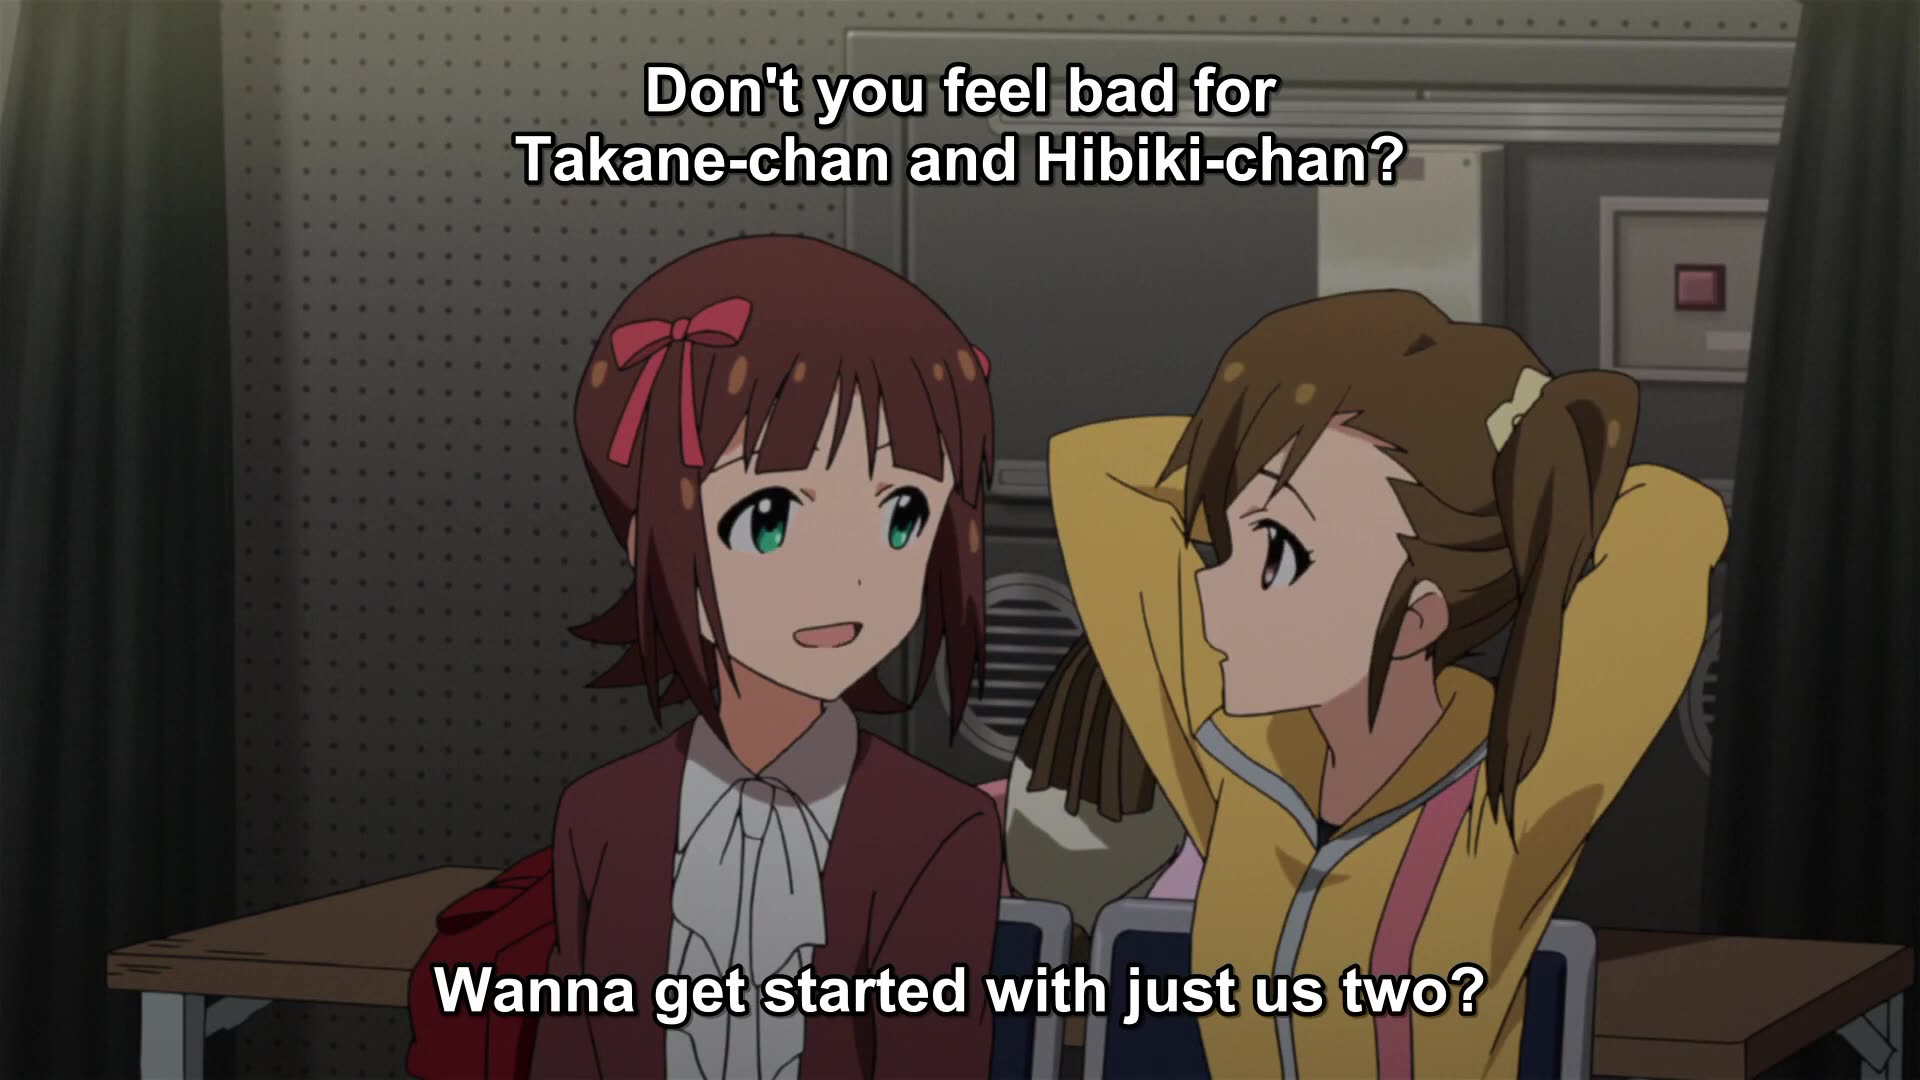 Don't you feel bad for
Takane-chan and Hibiki-chan?
Wanna get started with just us two?